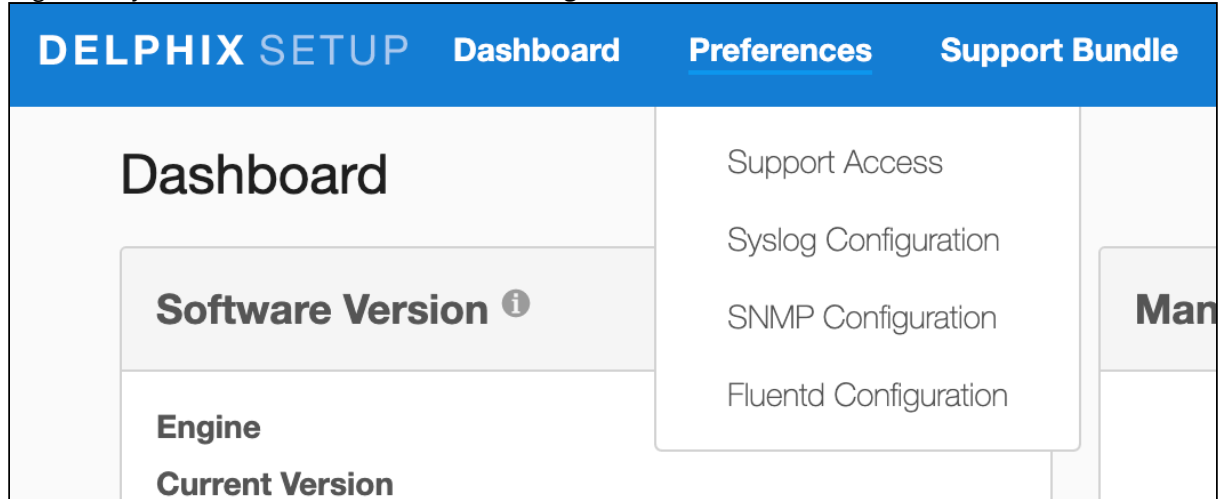 DELPHIX SETUP Dashboard Preferences Support Bundle
Dashboard
Support Access
Syslog Configuration
SNMP Configuration
Fluentd Configuration
Software Version
Man
Engine
Current Version